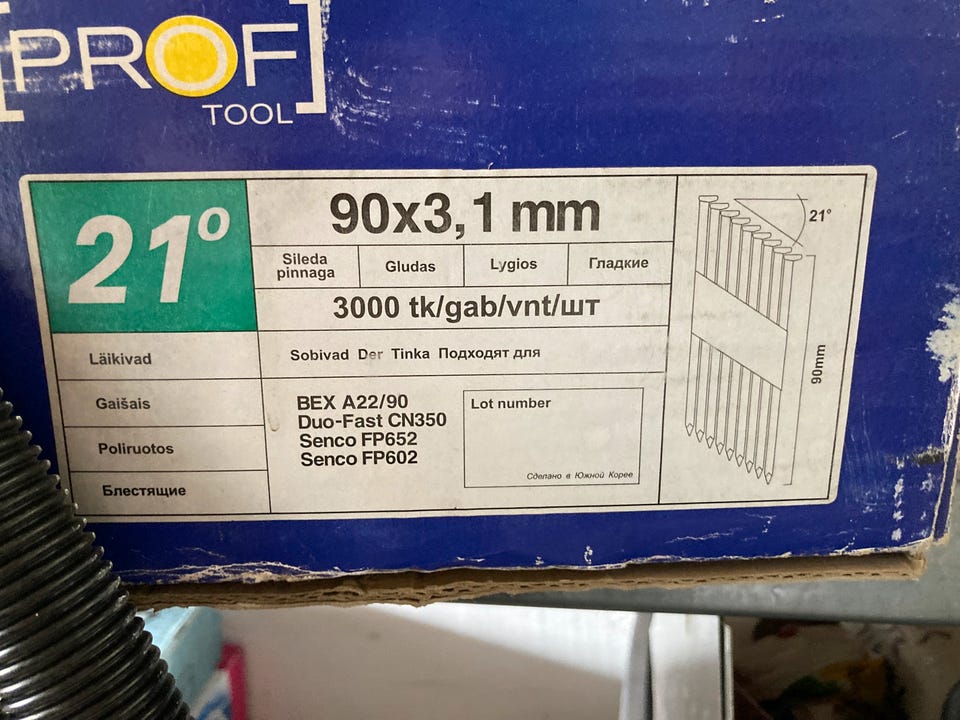 [PROF]
TOOL
21°
90x3,1 mm
Sileda pinnaga
Gludas
Lygios
Гладкие
3000 tk/gab/vnt/шт
Läikivad
Gaišais
Poliruotos
Блестящие
Sobivad Der Tinka Подходят для
BEX A22/90
Duo-Fast CN350
Senco FP652
Senco FP602
Lot number
Сделано в Южной Корее
21°
90mm